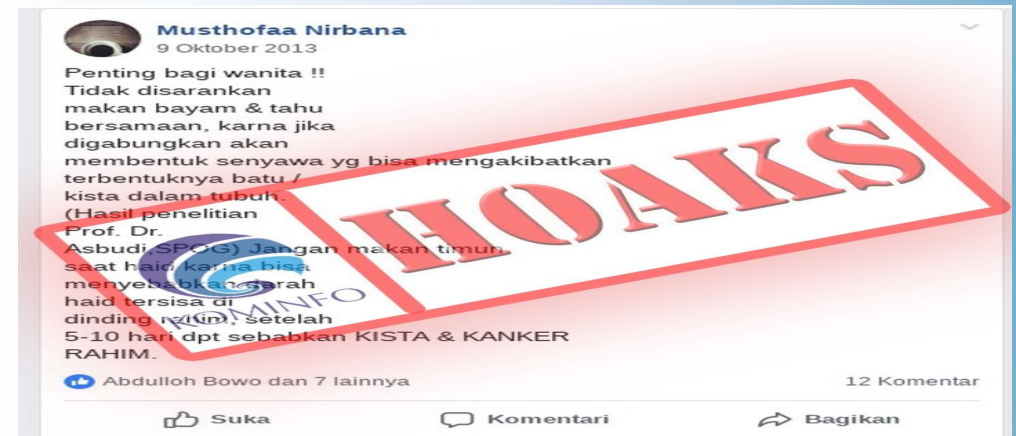 Musthofaa Nirbana
9 Oktober 2013
Penting bagi wanita !!
Tidak disarankan
makan bayam & tahu
bersamaan, karna jika
digabungkan akan
membentuk senyawa yg bisa mengakibatkan
terbentuknya batu /
kista dalam tubuh.
(Hasil penelitian
Prof. Dr.
Asbudi,SPOG) Jangan makan timun
saat haid karna bisa
menyebabkan darah
haid tersisa di
dinding rahim, setelah
5-10 hari dpt sebabkan KISTA & KANKER
RAHIM.
HOAKS
KOMINFO
Abdulloh Bowo dan 7 lainnya
12 Komentar
Suka
Komentari
Bagikan